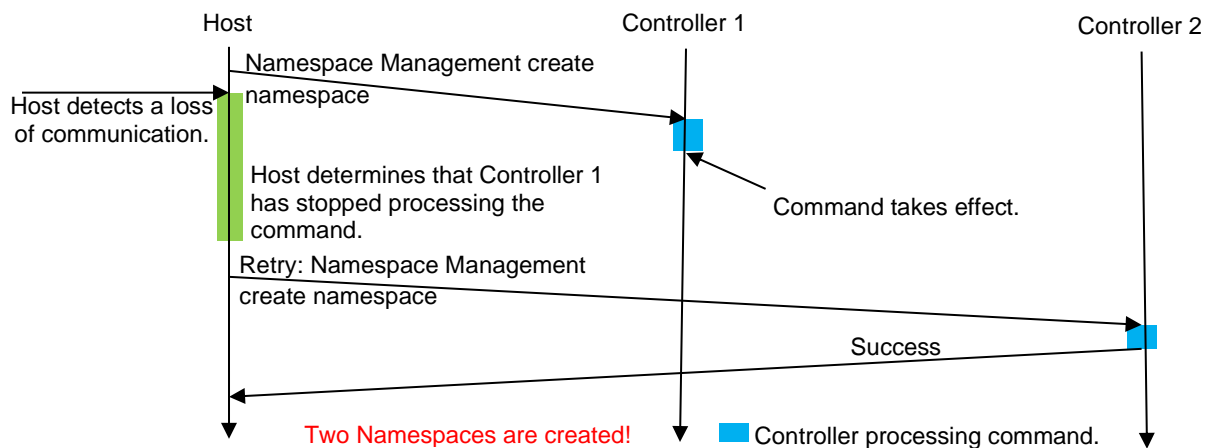 Host
Controller 1
Controller 2
Namespace Management create
namespace
Host detects a loss
of communication.
Host determines that Controller 1
has stopped processing the
command.
Command takes effect.
Retry: Namespace Management
create namespace
Success
Two Namespaces are created!
Controller processing command.